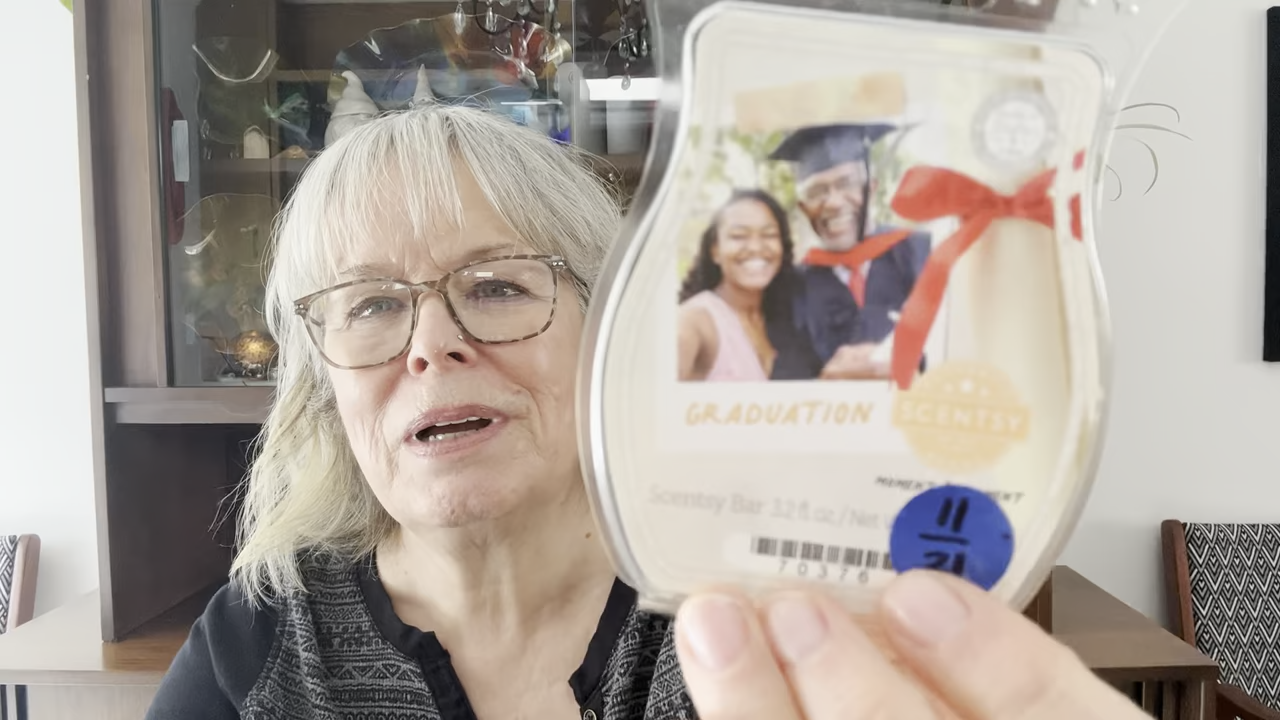 GRADUATION
SCENTSY
Scentsy Bar 3.2 fl oz / Net
11
21
70376